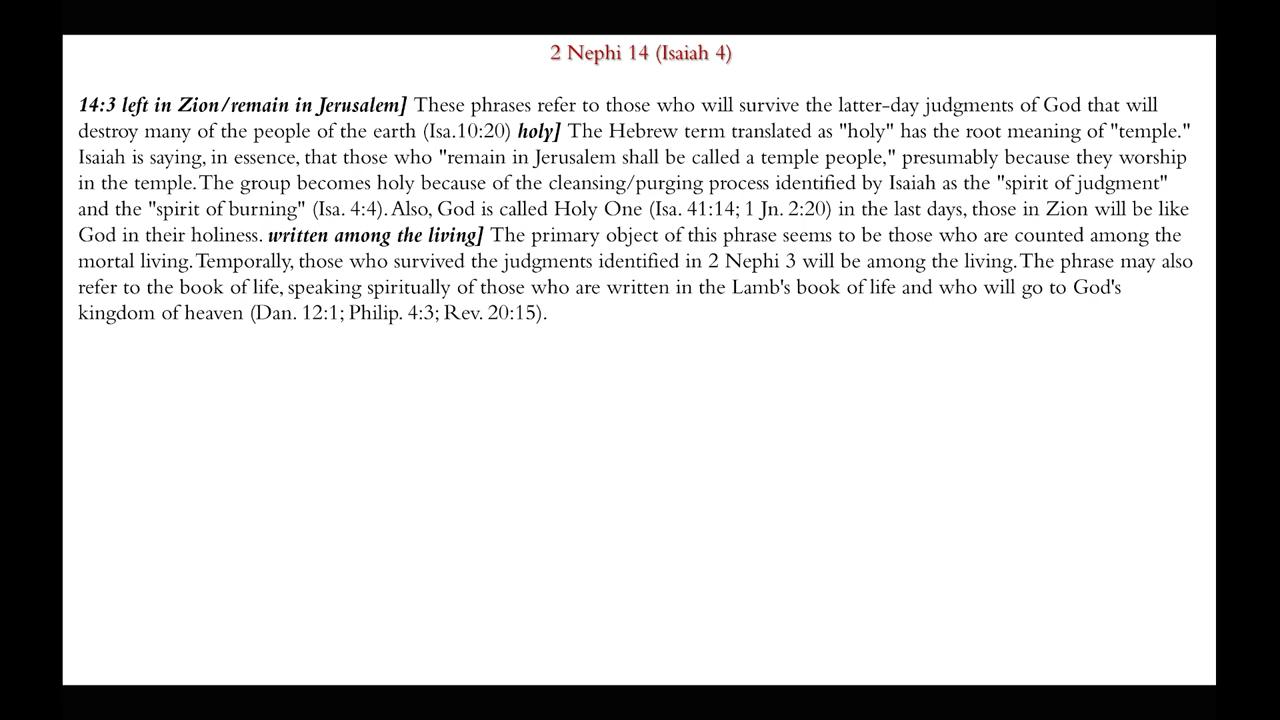 2 Nephi 14 (Isaiah 4)
14:3 left in Zion/remain in Jerusalem] These phrases refer to those who will survive the latter-day judgments of God that will
destroy many of the people of the earth (Isa.10:20) holy] The Hebrew term translated as "holy" has the root meaning of "temple."
Isaiah is saying, in essence, that those who "remain in Jerusalem shall be called a temple people," presumably because they worship
in the temple. The group becomes holy because of the cleansing/purging process identified by Isaiah as the "spirit of judgment"
and the "spirit of burning" (Isa. 4:4). Also, God is called Holy One (Isa. 41:14; 1 Jn. 2:20) in the last days, those in Zion will be like
God in their holiness. written among the living] The primary object of this phrase seems to be those who are counted among the
mortal living. Temporally, those who survived the judgments identified in 2 Nephi 3 will be among the living. The phrase may also
refer to the book of life, speaking spiritually of those who are written in the Lamb's book of life and who will go to God's
kingdom of heaven (Dan. 12:1; Philip. 4:3; Rev. 20:15).